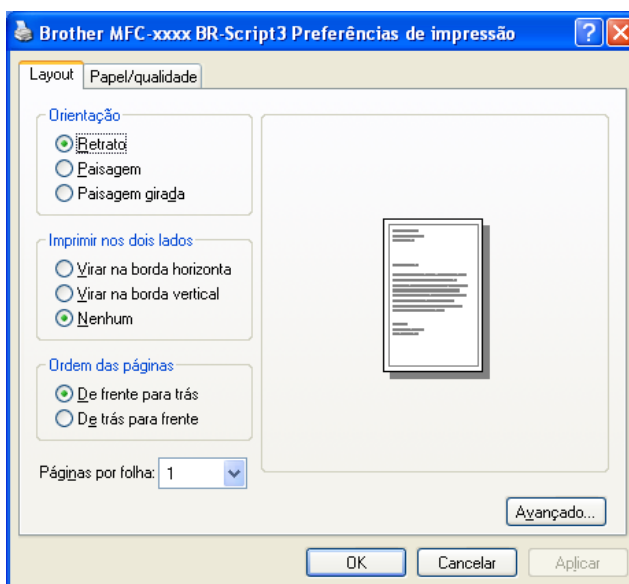 Brother MFC-xxxx BR-Script3 Preferências de impressão
Layout
Papel/qualidade
Orientação
Retrato
Paisagem
Paisagem girada
Imprimir nos dois lados
Virar na borda horizonta
Virar na borda vertical
Nenhum
Ordem das páginas
De frente para trás
De trás para frente
Páginas por folha: 1
Avançado...
OK
Cancelar
Aplicar